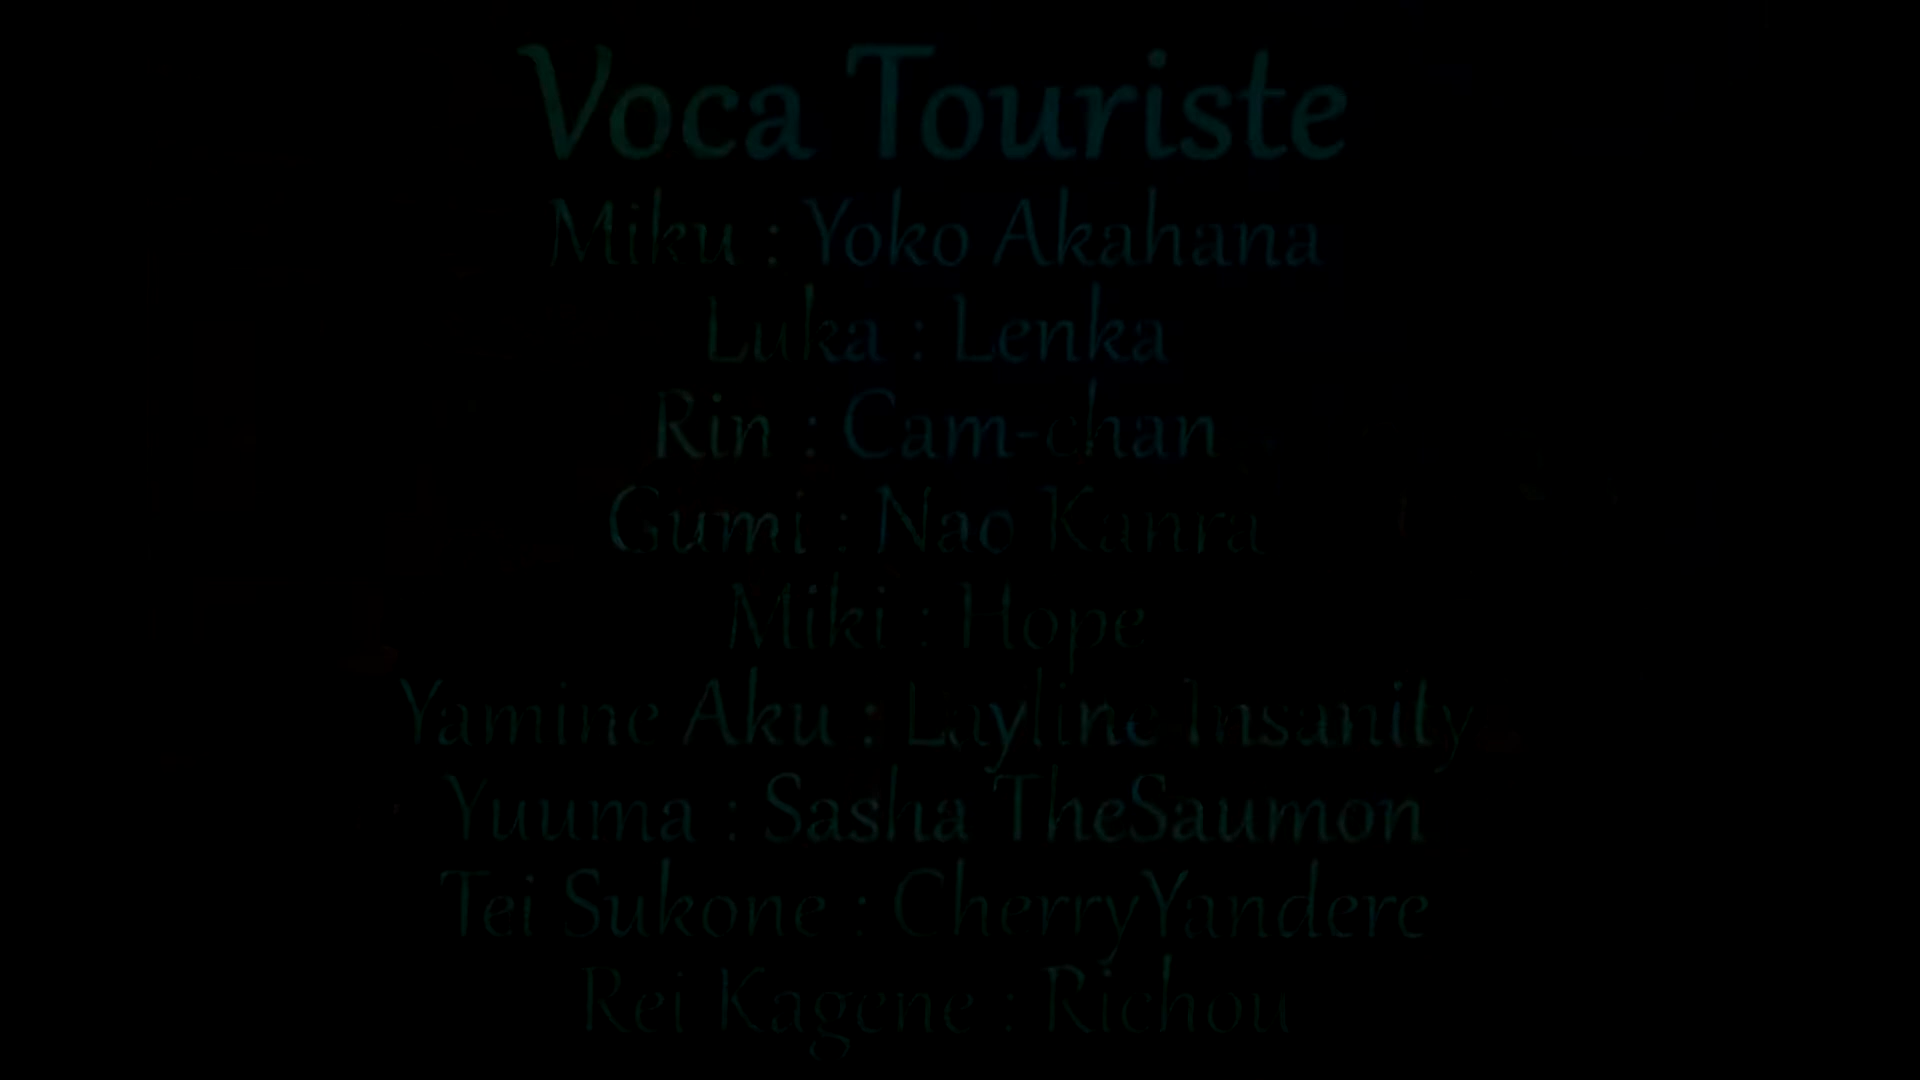 Voca Touriste
Miku : Yoko Akahana
Luka : Lenka
Rin : Cam-chan
Gumi : Nao Kanra
Miki : Hope
Yamine Aku : Layline Insanity
Yuuma : Sasha TheSaumon
Tei Sukone : CherryYandere
Rei Kagene : Richou